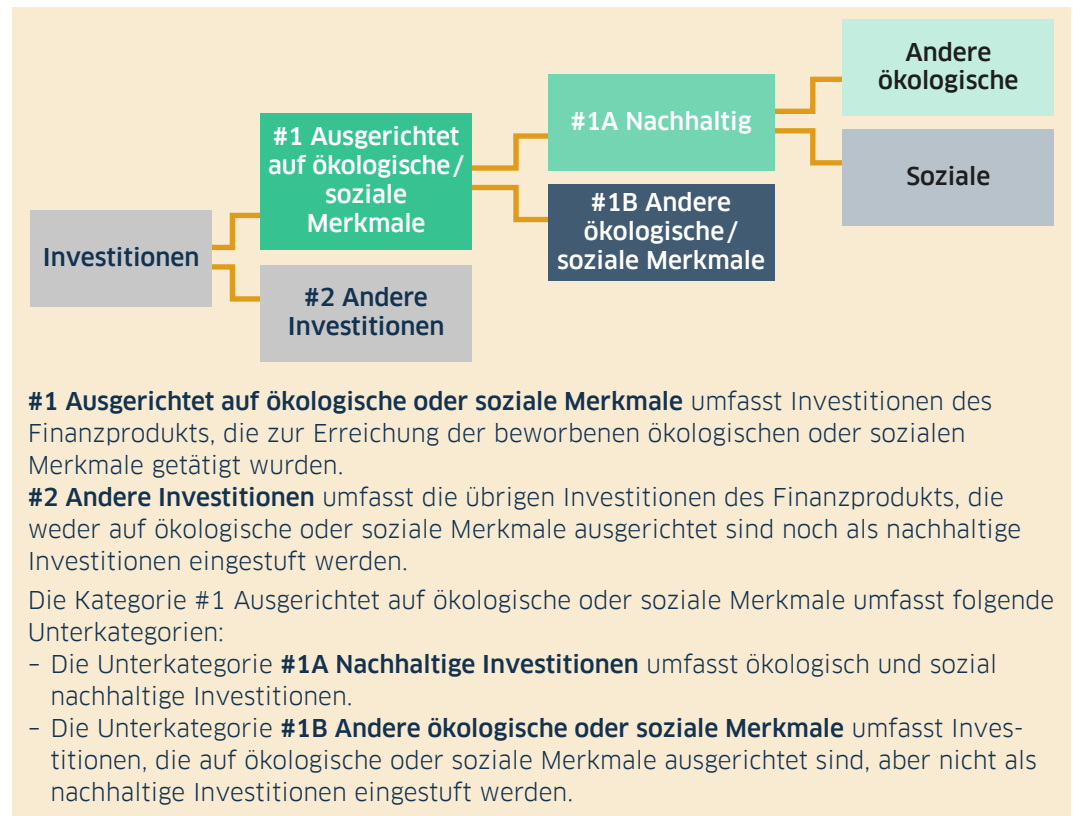 Andere
ökologische
#1A Nachhaltig
#1 Ausgerichtet
auf ökologische/
soziale
Merkmale
Soziale
#1B Andere
ökologische/
soziale Merkmale
Investitionen
#2 Andere
Investitionen
#1 Ausgerichtet auf ökologische oder soziale Merkmale umfasst Investitionen des
Finanzprodukts, die zur Erreichung der beworbenen ökologischen oder sozialen
Merkmale getätigt wurden.
#2 Andere Investitionen umfasst die übrigen Investitionen des Finanzprodukts, die
weder auf ökologische oder soziale Merkmale ausgerichtet sind noch als nachhaltige
Investitionen eingestuft werden.
Die Kategorie #1 Ausgerichtet auf ökologische oder soziale Merkmale umfasst folgende
Unterkategorien:
– Die Unterkategorie #1A Nachhaltige Investitionen umfasst ökologisch und sozial
nachhaltige Investitionen.
– Die Unterkategorie #1B Andere ökologische oder soziale Merkmale umfasst Inves-
titionen, die auf ökologische oder soziale Merkmale ausgerichtet sind, aber nicht als
nachhaltige Investitionen eingestuft werden.